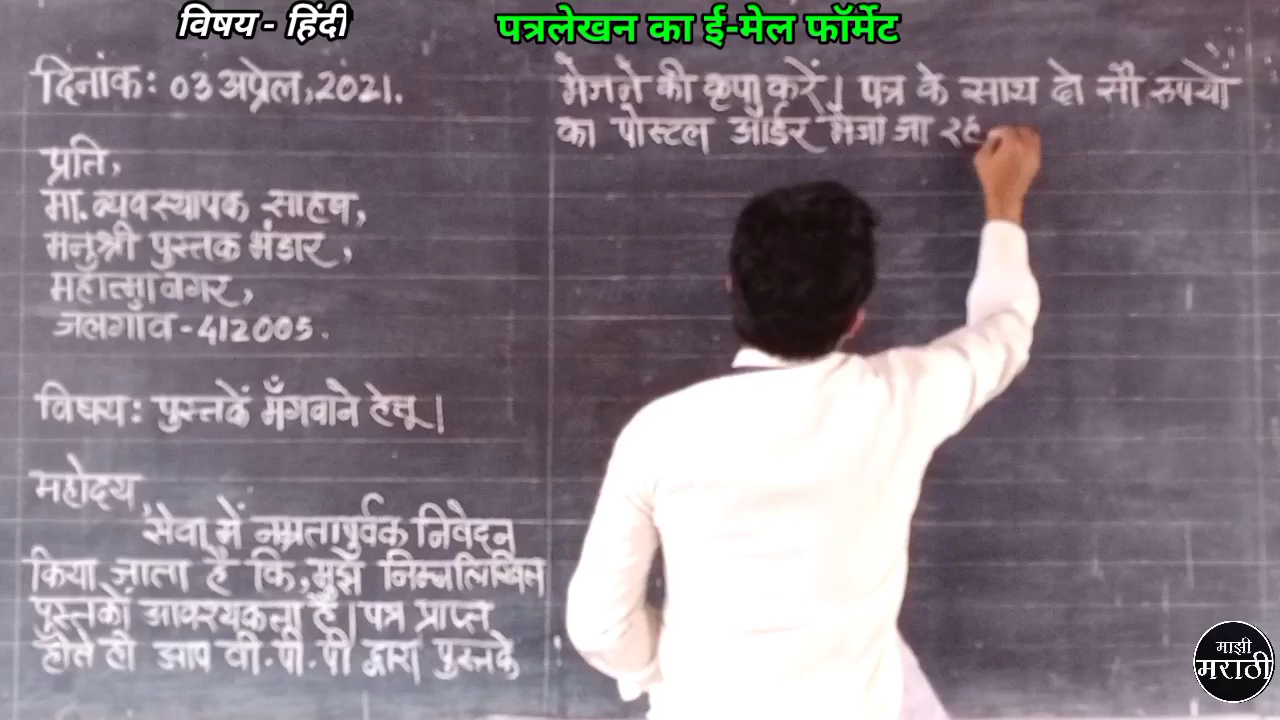 विषय - हिंदी
पत्रलेखन का ई-मेल फॉर्मेट
दिनांक: 03 अप्रेल, 2021.
प्रति,
मा. व्यवस्थापक साहब,
मनुश्री पुस्तक भंडार,
महात्मा नगर,
जलगाँव - 412005.
विषय: पुस्तकें मँगवाने हेतू।
महोदय,
सेवा में नम्रतापुर्वक निवेदन
किया जाता है कि, मुझे निम्नलिखित
पुस्तकों आवश्यकता है। पत्र प्राप्त
होते ही आप वी.पी.पी द्वारा पुस्तके
भेजने की कृपा करें। पत्र के साथ दो सौ रुपयों
का पोस्टल ऑर्डर भेजा जा रह
माझी
मराठी